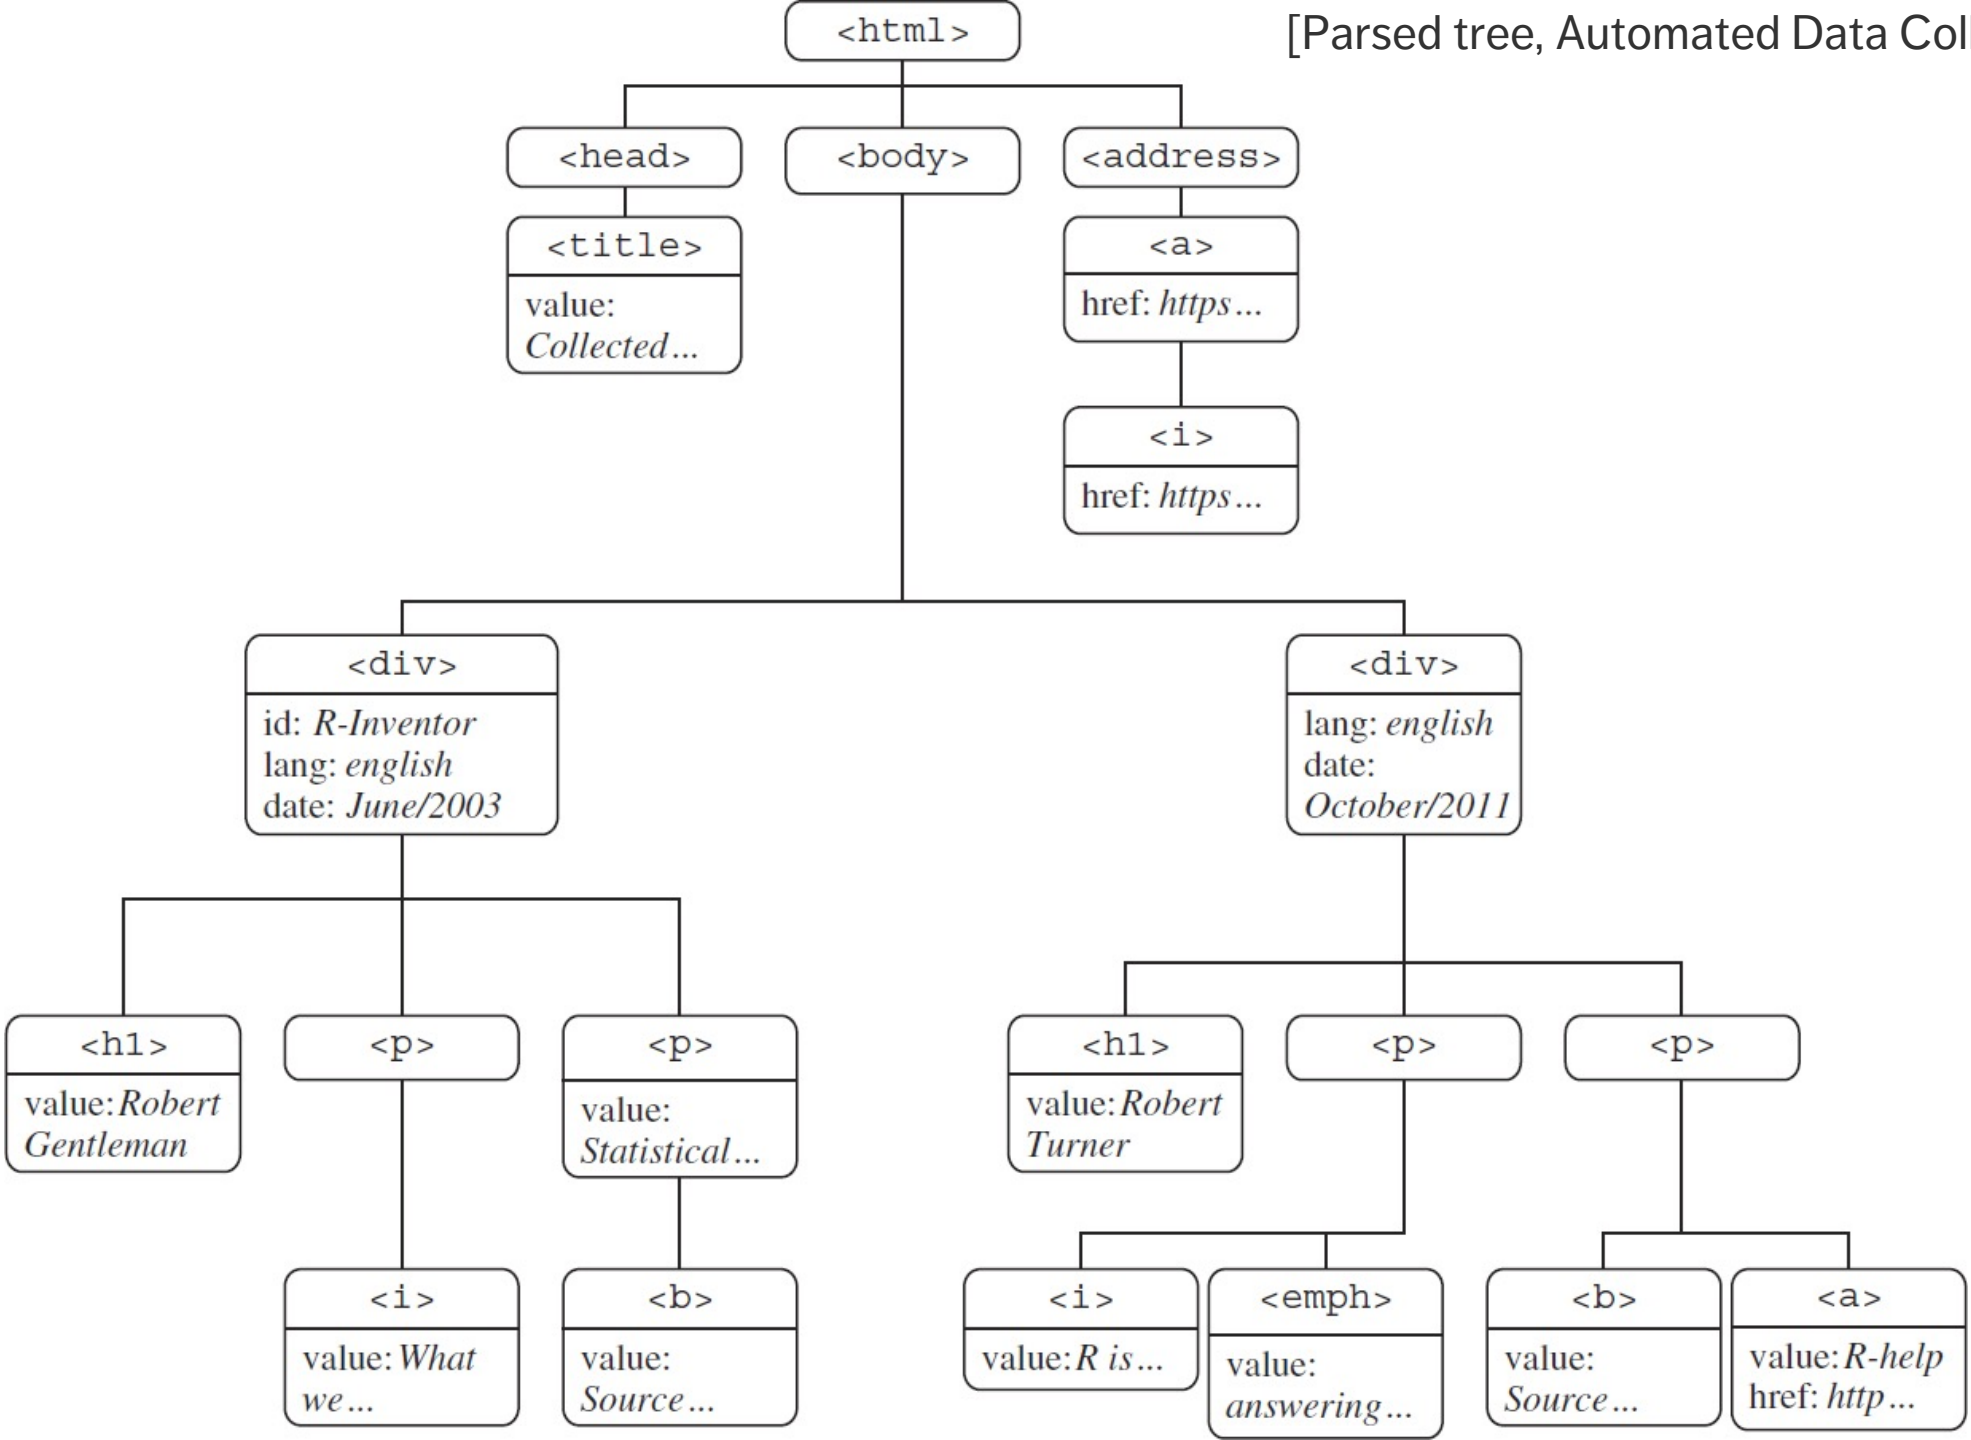 <html>
[Parsed tree, Automated Data Col
<head>
<body>
<address>
<title>
value:
Collected...
<a>
href: https...
<i>
href: https...
<div>
id: R-Inventor
lang: english
date: June/2003
<div>
lang: english
date:
October/2011
<h1>
value: Robert
Gentleman
<p>
<p>
value:
Statistical...
<h1>
value: Robert
Turner
<p>
<p>
<i>
value: What
we...
<b>
value:
Source...
<i>
value: R is...
<emph>
value:
answering...
<b>
value:
Source...
<a>
value: R-help
href: http...